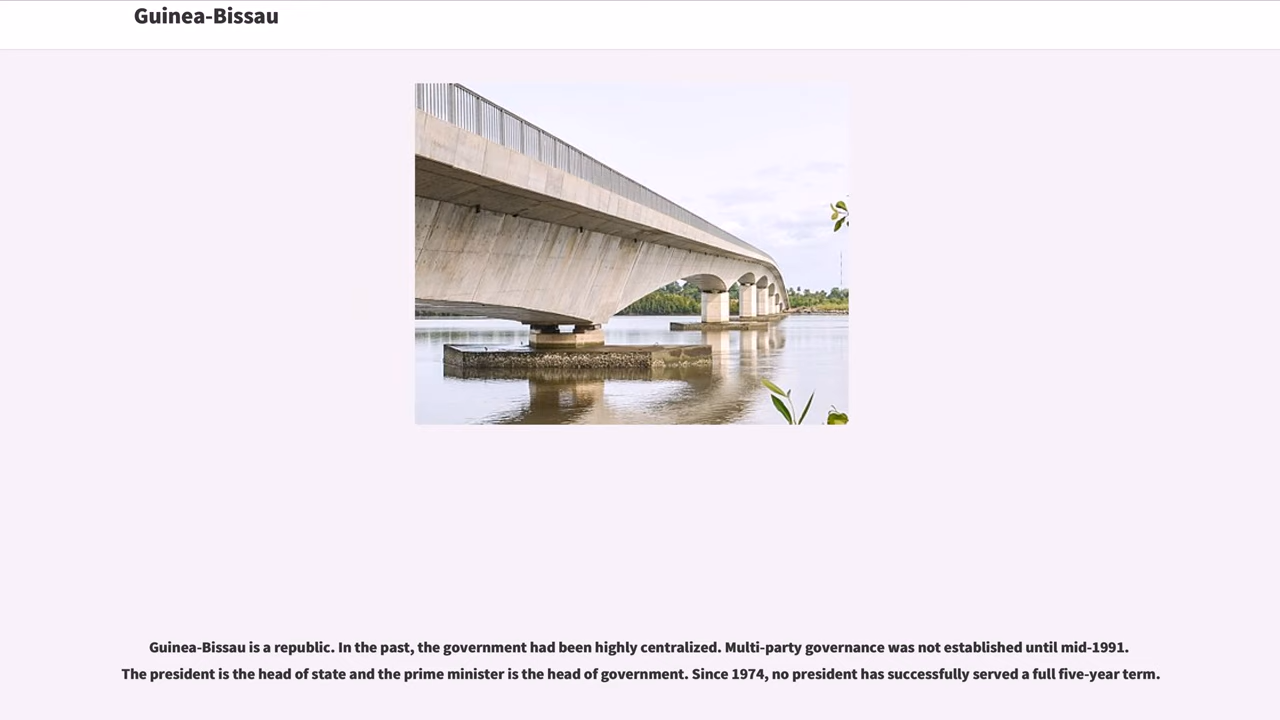 Guinea-Bissau
Guinea-Bissau is a republic. In the past, the government had been highly centralized. Multi-party governance was not established until mid-1991.
The president is the head of state and the prime minister is the head of government. Since 1974, no president has successfully served a full five-year term.